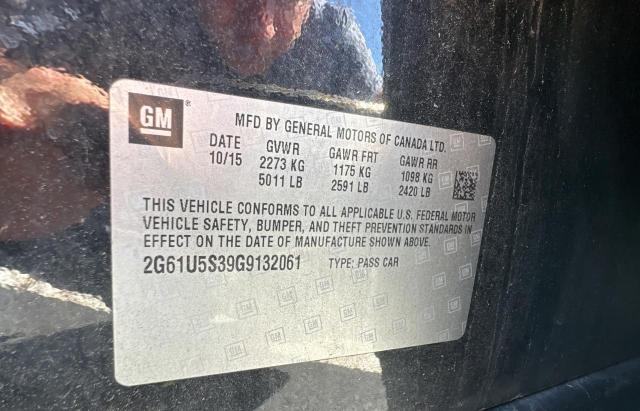 GM
MFD BY GENERAL MOTORS OF CANADA LTD.
DATE GVWR GAWR FRT GAWR RR
10/15 2273 KG 1175 KG 1098 KG
5011 LB 2591 LB 2420 LB
THIS VEHICLE CONFORMS TO ALL APPLICABLE U.S. FEDERAL MOTOR
VEHICLE SAFETY, BUMPER, AND THEFT PREVENTION STANDARDS IN
EFFECT ON THE DATE OF MANUFACTURE SHOWN ABOVE.
2G61U5S39G9132061 TYPE: PASS CAR